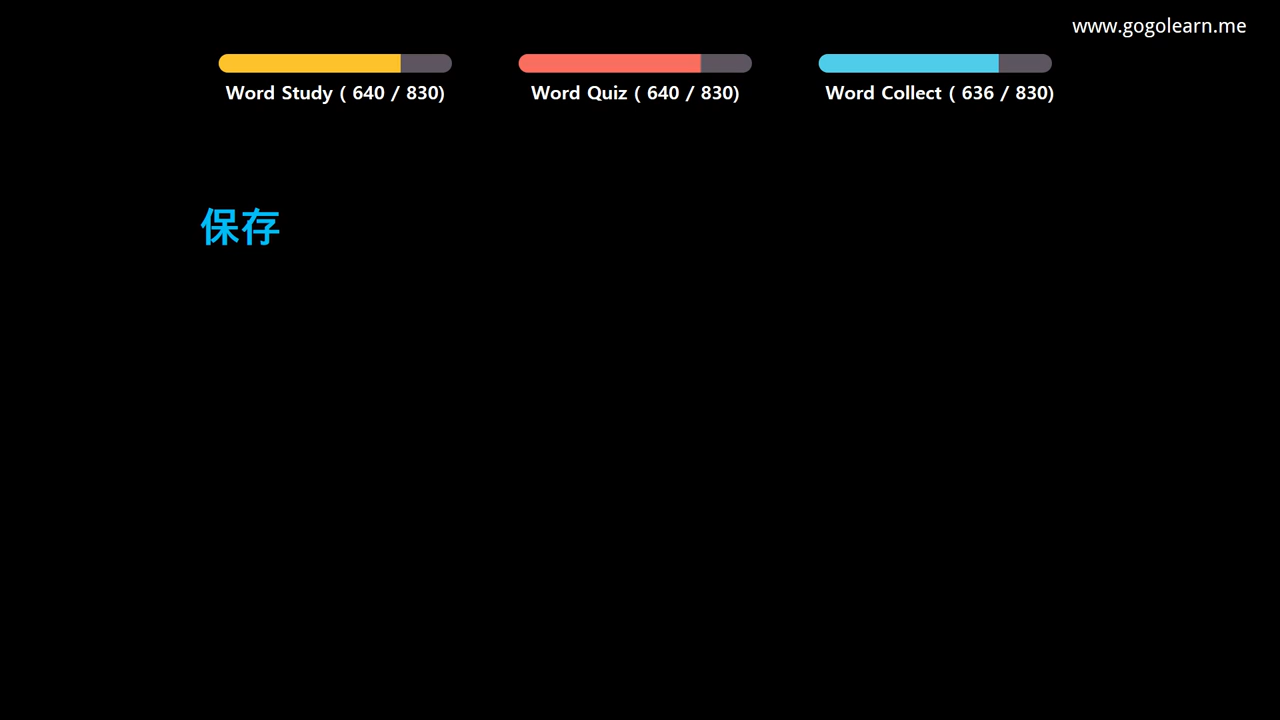 www.gogolearn.me
Word Study ( 640 / 830)
Word Quiz ( 640 / 830)
Word Collect ( 636 / 830)
保存